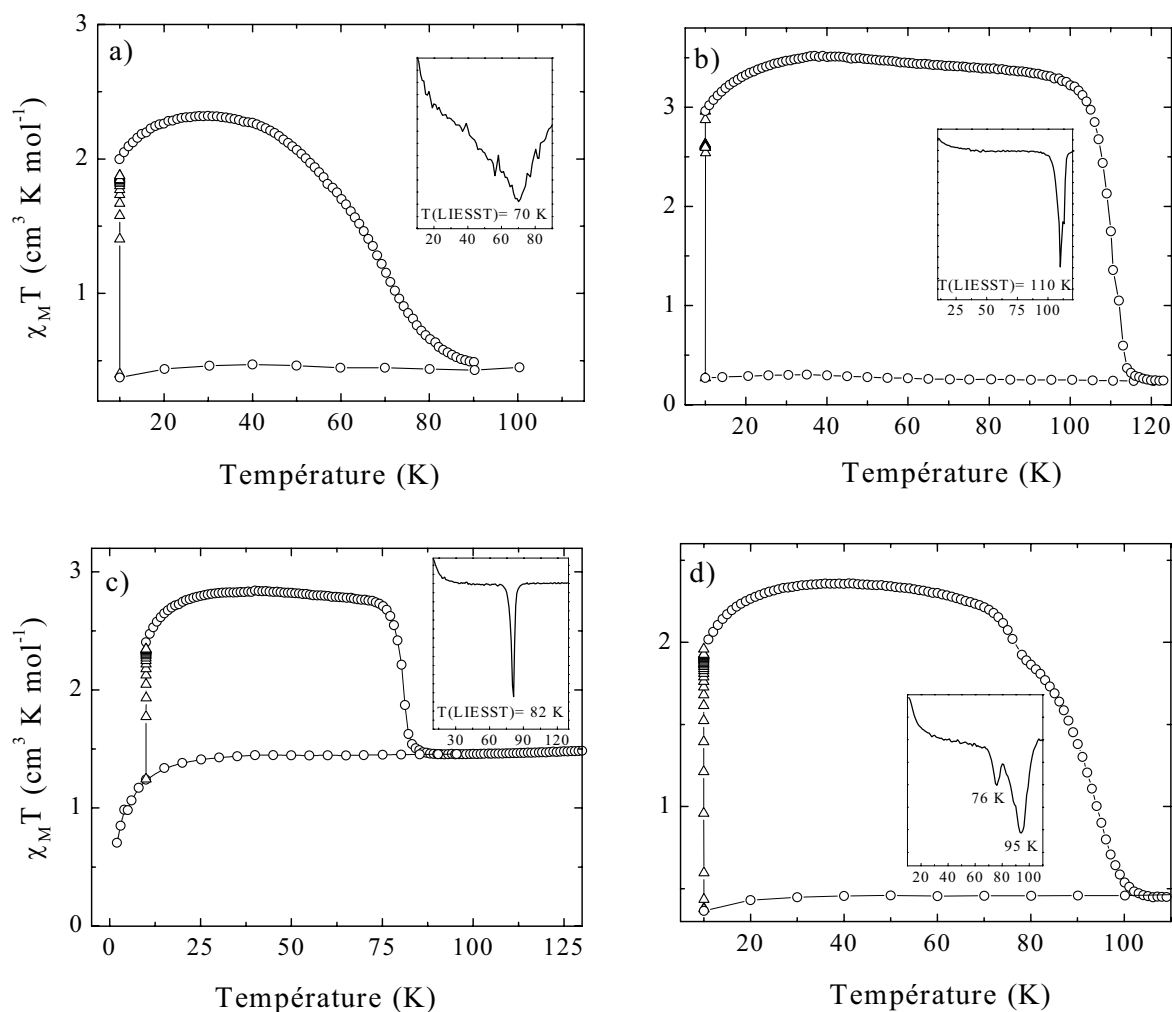 a)
χ_M T (cm³ K mol⁻¹)
3
2
1
T(LIESST)= 70 K
20 40 60 80
20 40 60 80 100
Température (K)
b)
3
2
1
0
T(LIESST)= 110 K
25 50 75 100
20 40 60 80 100 120
Température (K)
c)
χ_M T (cm³ K mol⁻¹)
3
2
1
0
T(LIESST)= 82 K
30 60 90 120
0 25 50 75 100 125
Température (K)
d)
2
1
76 K
95 K
20 40 60 80 100
20 40 60 80 100
Température (K)